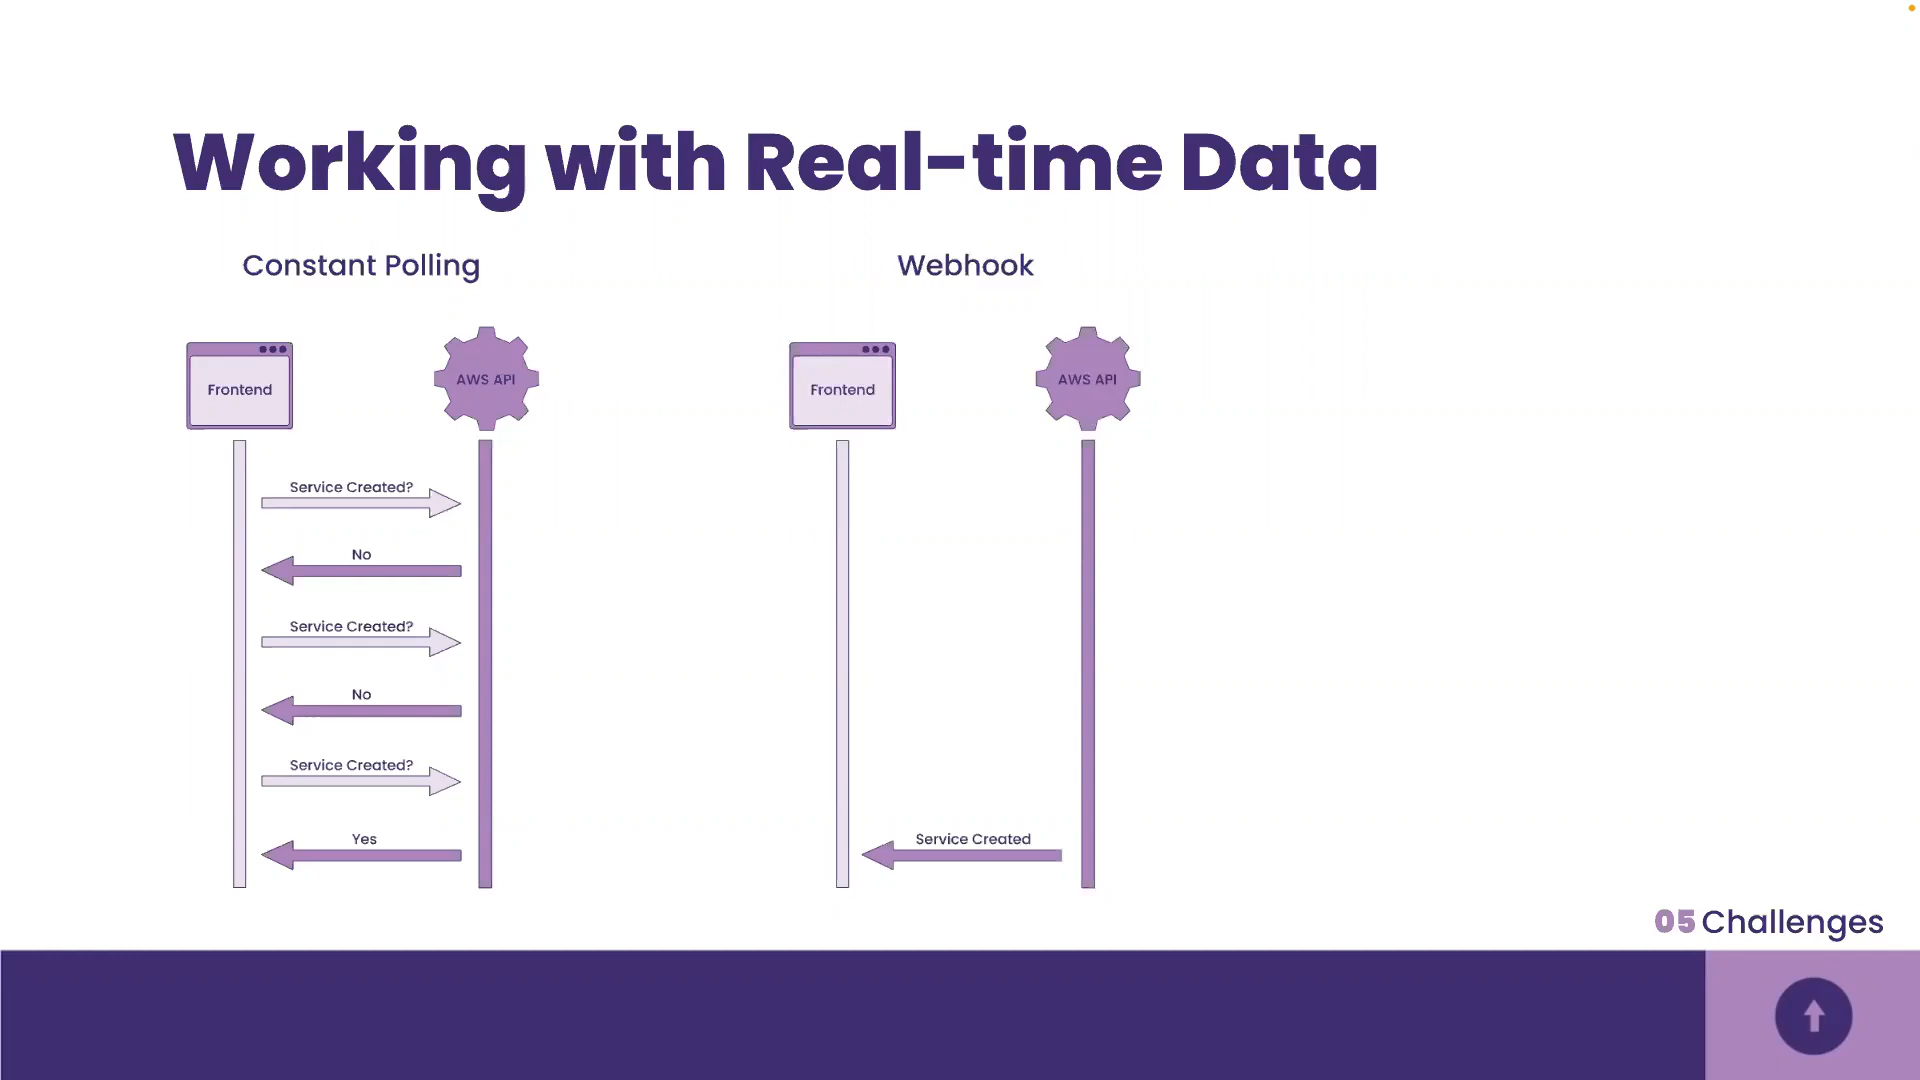 Working with Real-time Data
Constant Polling
Frontend
AWS API
Service Created?
No
Service Created?
No
Service Created?
Yes
Webhook
Frontend
AWS API
Service Created
05 Challenges